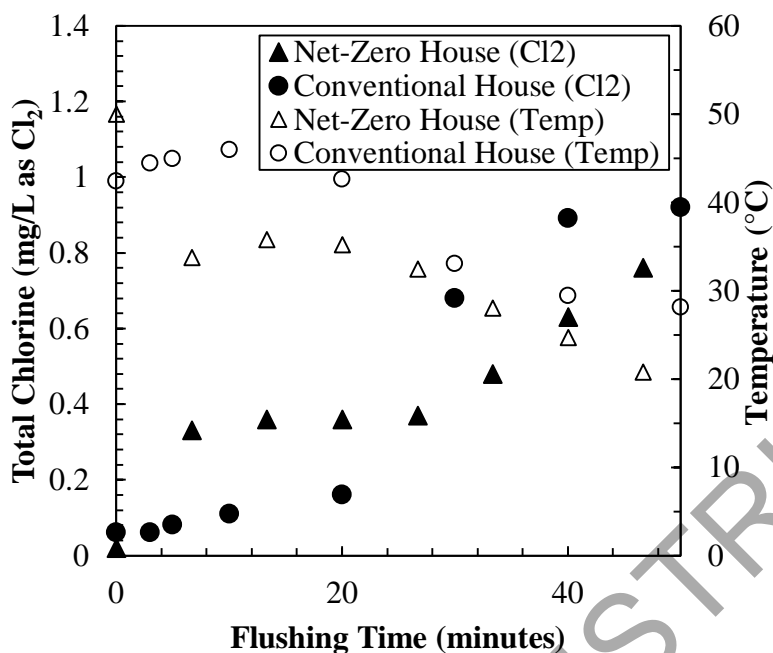 1.4
1.2
1
0.8
0.6
0.4
0.2
0
Total Chlorine (mg/L as Cl₂)
▲ Net-Zero House (Cl2)
● Conventional House (Cl2)
△ Net-Zero House (Temp)
○ Conventional House (Temp)
60
50
40
30
20
10
0
Temperature (°C)
0 20 40
Flushing Time (minutes)